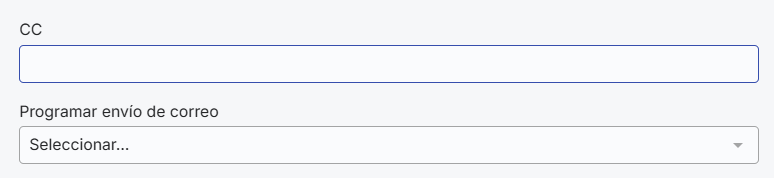 CC
Programar envío de correo
Seleccionar...